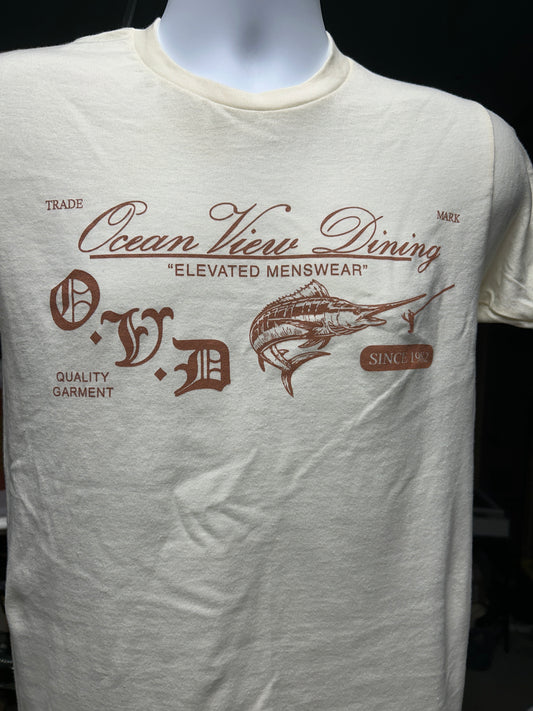 TRADE
MARK
Ocean View Dining
"ELEVATED MENSWEAR"
O.V.D
QUALITY
GARMENT
SINCE 1982